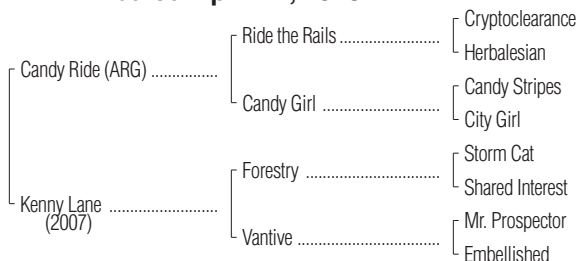 Cryptoclearance
Ride the Rails
Herbalesian
Candy Ride (ARG)
Candy Stripes
Candy Girl
City Girl
Storm Cat
Forestry
Shared Interest
Kenny Lane
(2007)
Mr. Prospector
Vantive
Embellished